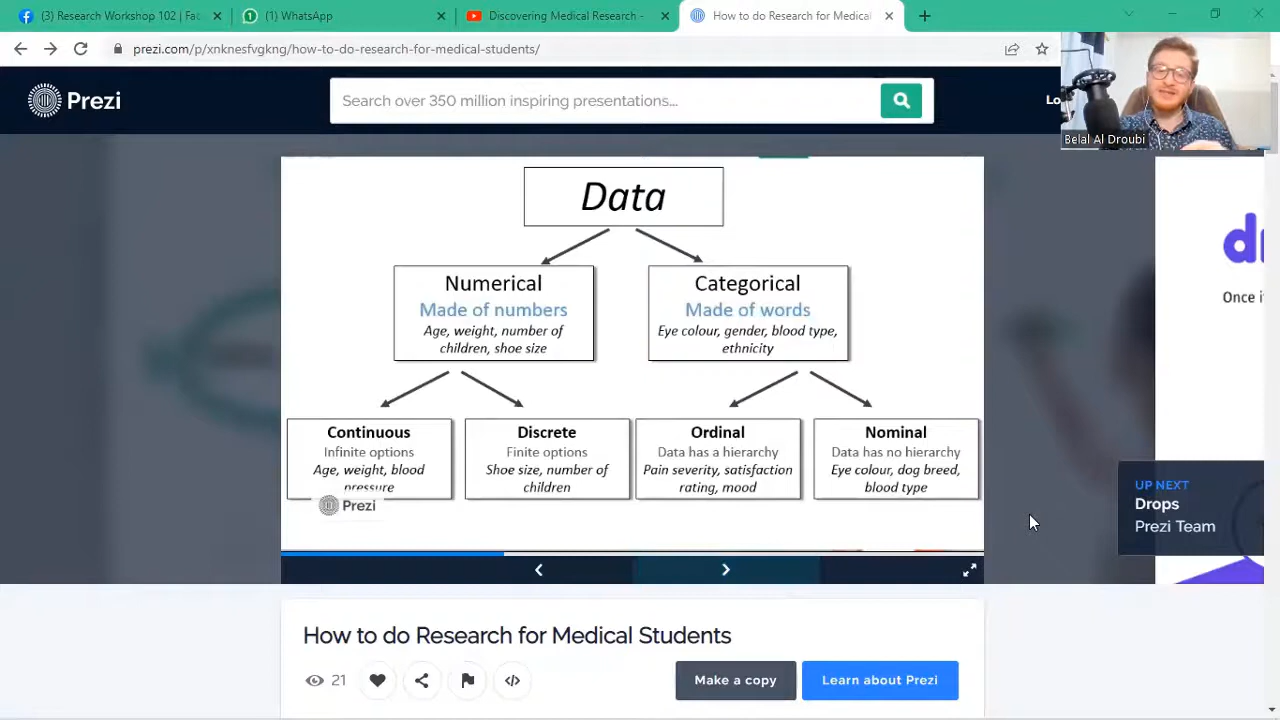 (3) Research Workshop 102 | Fa
(1) WhatsApp
Discovering Medical Research -
How to do Research for Medical
prezi.com/p/xnknesfvgkng/how-to-do-research-for-medical-students/
Prezi
Search over 350 million inspiring presentations...
Lo
Belal Al Droubi
Data
Numerical
Made of numbers
Age, weight, number of
children, shoe size
Categorical
Made of words
Eye colour, gender, blood type,
ethnicity
Continuous
Infinite options
Age, weight, blood
pressure
Discrete
Finite options
Shoe size, number of
children
Ordinal
Data has a hierarchy
Pain severity, satisfaction
rating, mood
Nominal
Data has no hierarchy
Eye colour, dog breed,
blood type
Prezi
Once i
UP NEXT
Drops
Prezi Team
How to do Research for Medical Students
21
Make a copy
Learn about Prezi